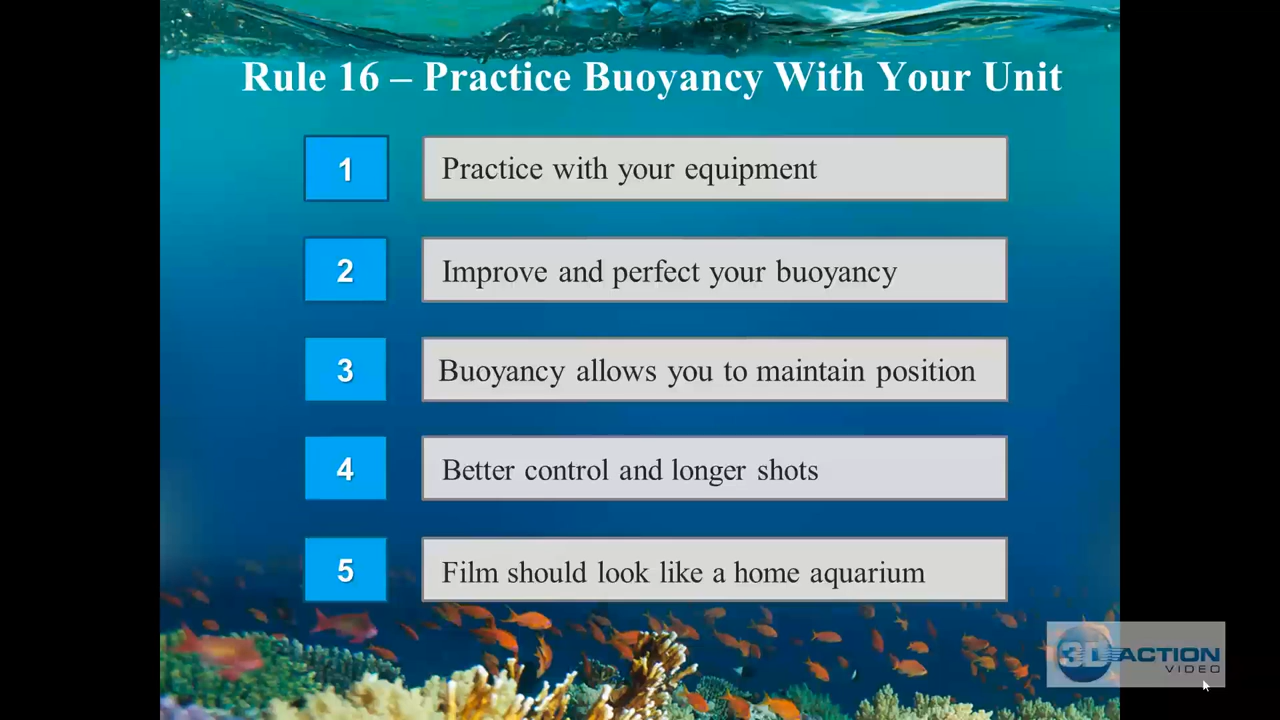 Rule 16 – Practice Buoyancy With Your Unit
1 Practice with your equipment
2 Improve and perfect your buoyancy
3 Buoyancy allows you to maintain position
4 Better control and longer shots
5 Film should look like a home aquarium
3D ACTION
VIDEO